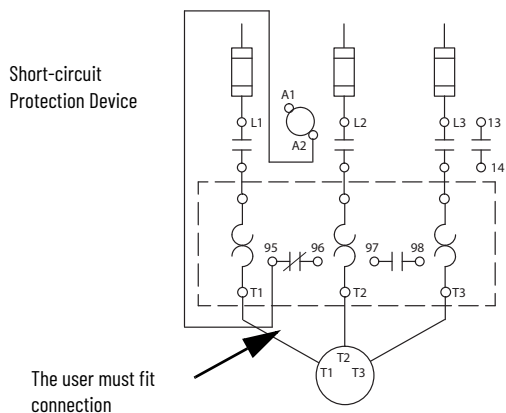 Short-circuit
Protection Device
A1
A2
L1
L2
L3
13
14
95
96
97
98
T1
T2
T3
T2
T1
T3
The user must fit
connection